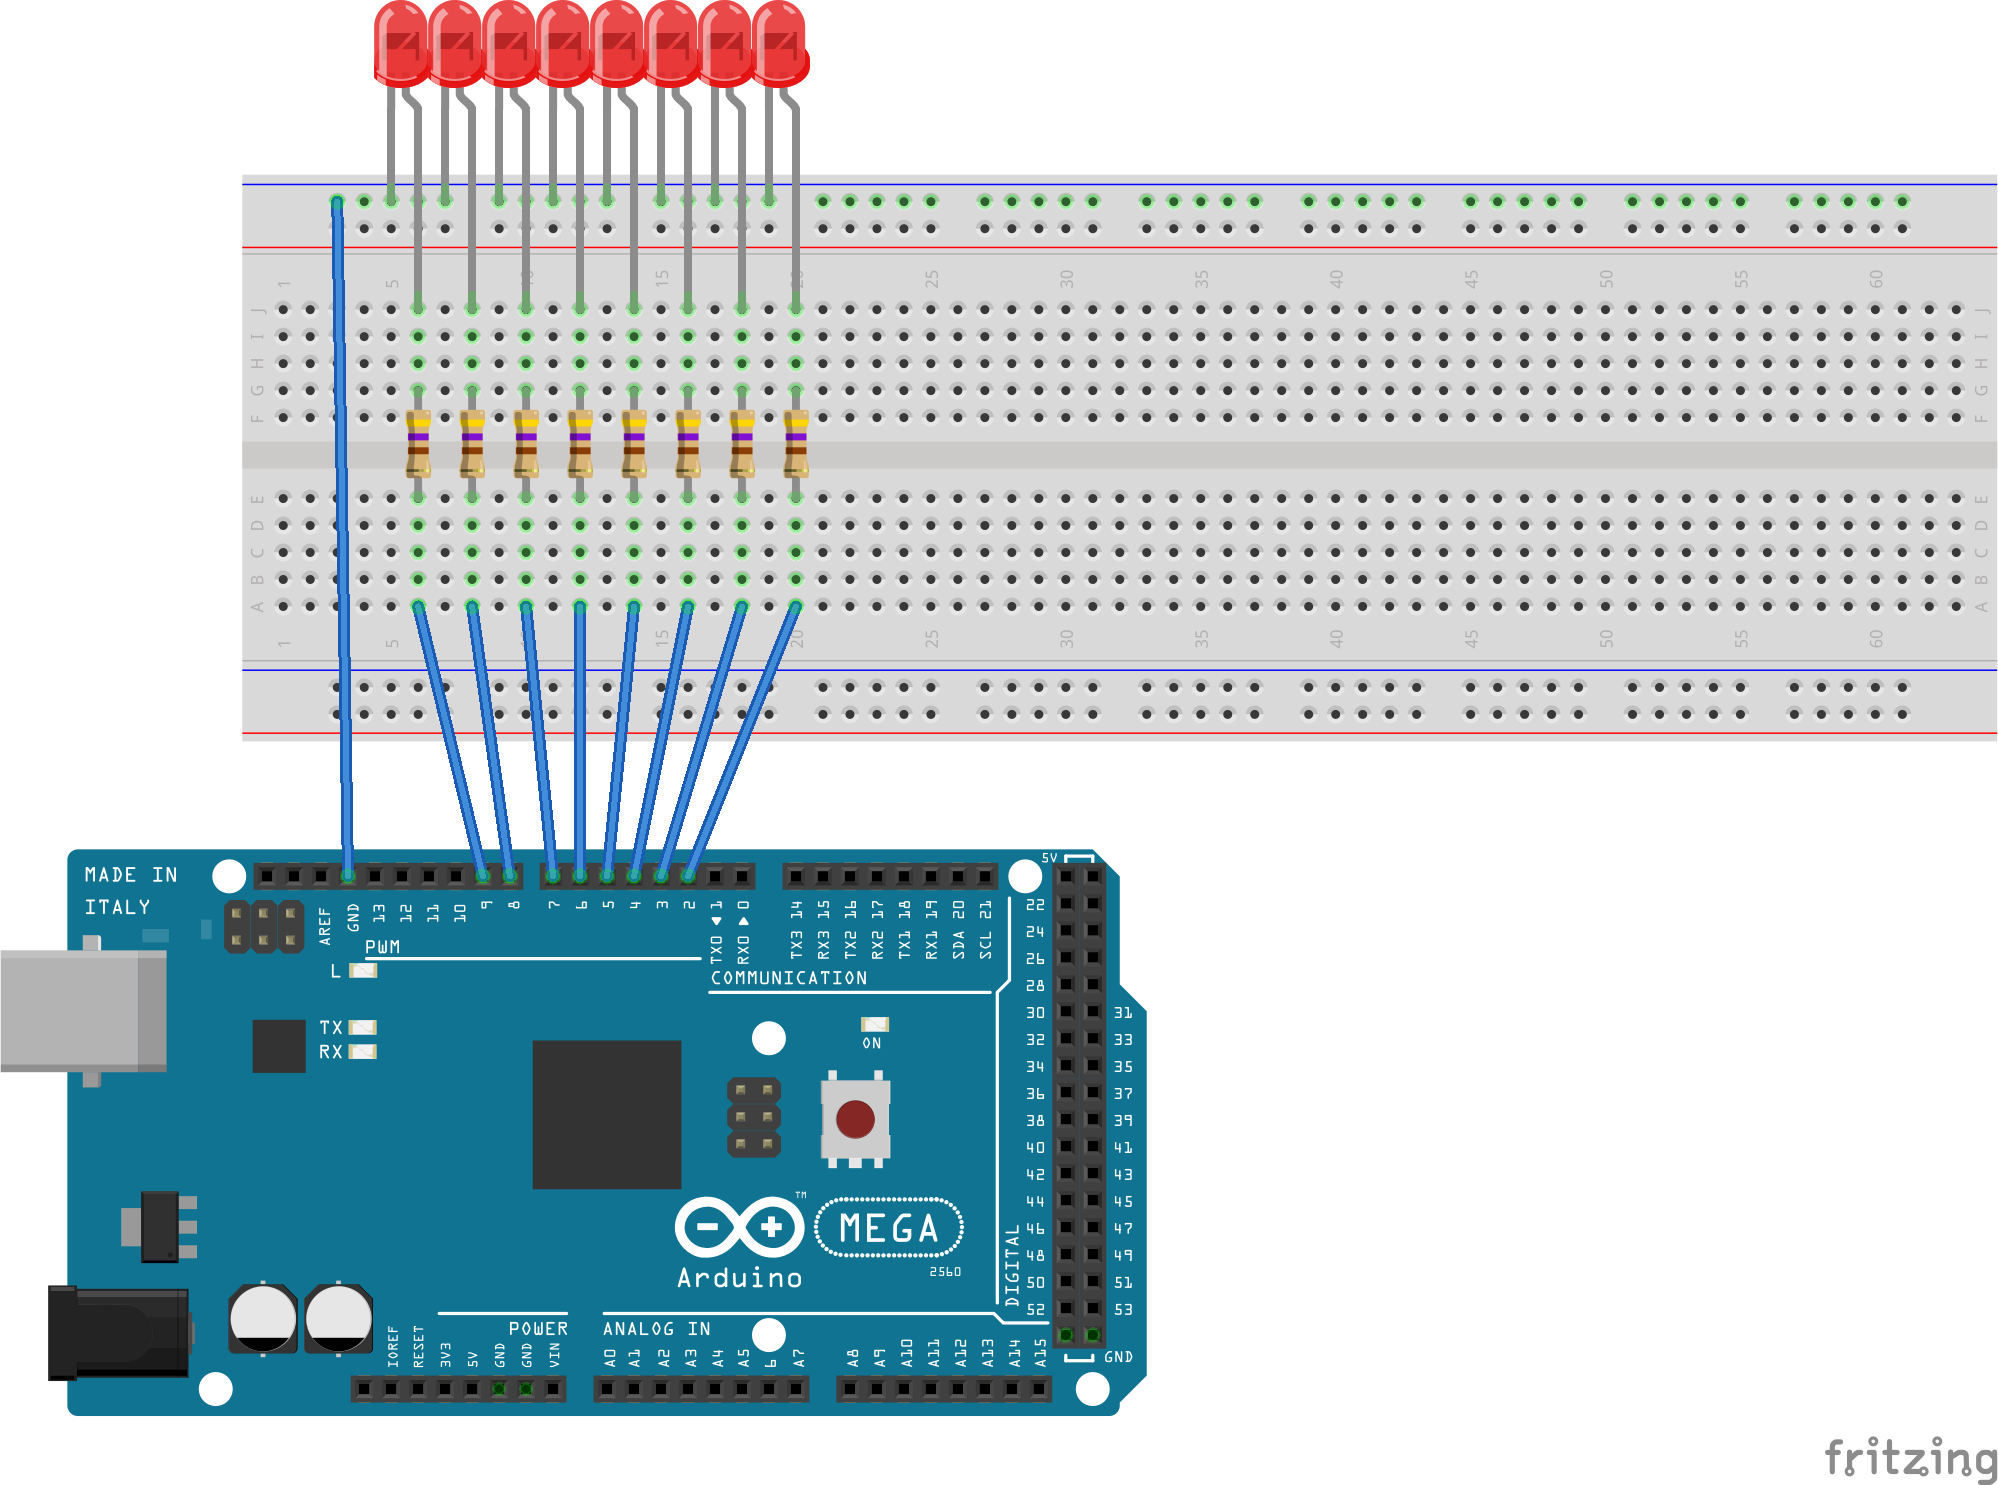 1 5 10 15 20 25 30 35 40 45 50 55 60
J J
I I
H H
G G
F F
E E
D D
C C
B B
A A
1 5 15 20 25 30 35 40 45 50 55 60
MADE IN
ITALY
AREF GND 13 12 11 10 9 8 7 6 5 4 3 2 TX0 1 RX0 0
TX3 14 RX3 15 TX2 16 RX2 17 TX1 18 RX1 19 SDA 20 SCL 21
5V
PWM
COMMUNICATION
L
TX
RX
ON
22
24
26
28
30 31
32 33
34 35
36 37
38 39
40 41
42 43
44 45
46 47
48 49
50 51
52 53
GND
DIGITAL
TM
MEGA
Arduino
2560
POWER
ANALOG IN
IOREF RESET 3V3 5V GND GND VIN
A0 A1 A2 A3 A4 A5 6 A7
A8 A9 A10 A11 A12 A13 A14 A15
fritzing